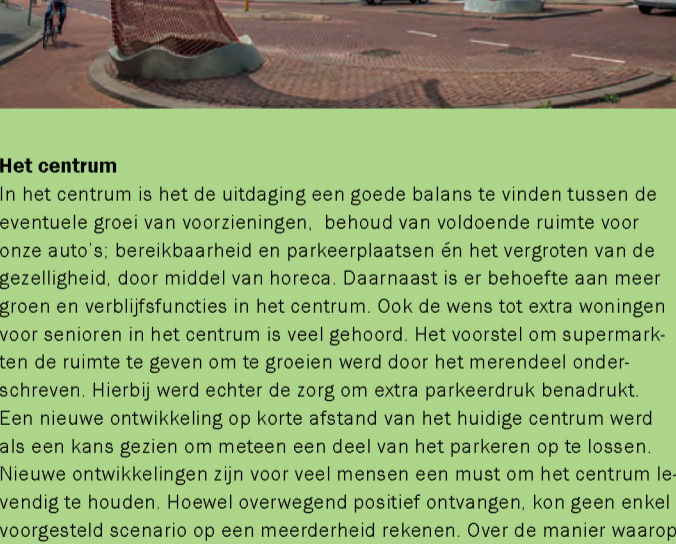 Het centrum
In het centrum is het de uitdaging een goede balans te vinden tussen de
eventuele groei van voorzieningen,  behoud van voldoende ruimte voor
onze auto's; bereikbaarheid en parkeerplaatsen én het vergroten van de
gezelligheid, door middel van horeca. Daarnaast is er behoefte aan meer
groen en verblijfsfuncties in het centrum. Ook de wens tot extra woningen
voor senioren in het centrum is veel gehoord. Het voorstel om supermark-
ten de ruimte te geven om te groeien werd door het merendeel onder-
schreven. Hierbij werd echter de zorg om extra parkeerdruk benadrukt.
Een nieuwe ontwikkeling op korte afstand van het huidige centrum werd
als een kans gezien om meteen een deel van het parkeren op te lossen.
Nieuwe ontwikkelingen zijn voor veel mensen een must om het centrum le-
vendig te houden. Hoewel overwegend positief ontvangen, kon geen enkel
voorgesteld scenario op een meerderheid rekenen. Over de manier waarop